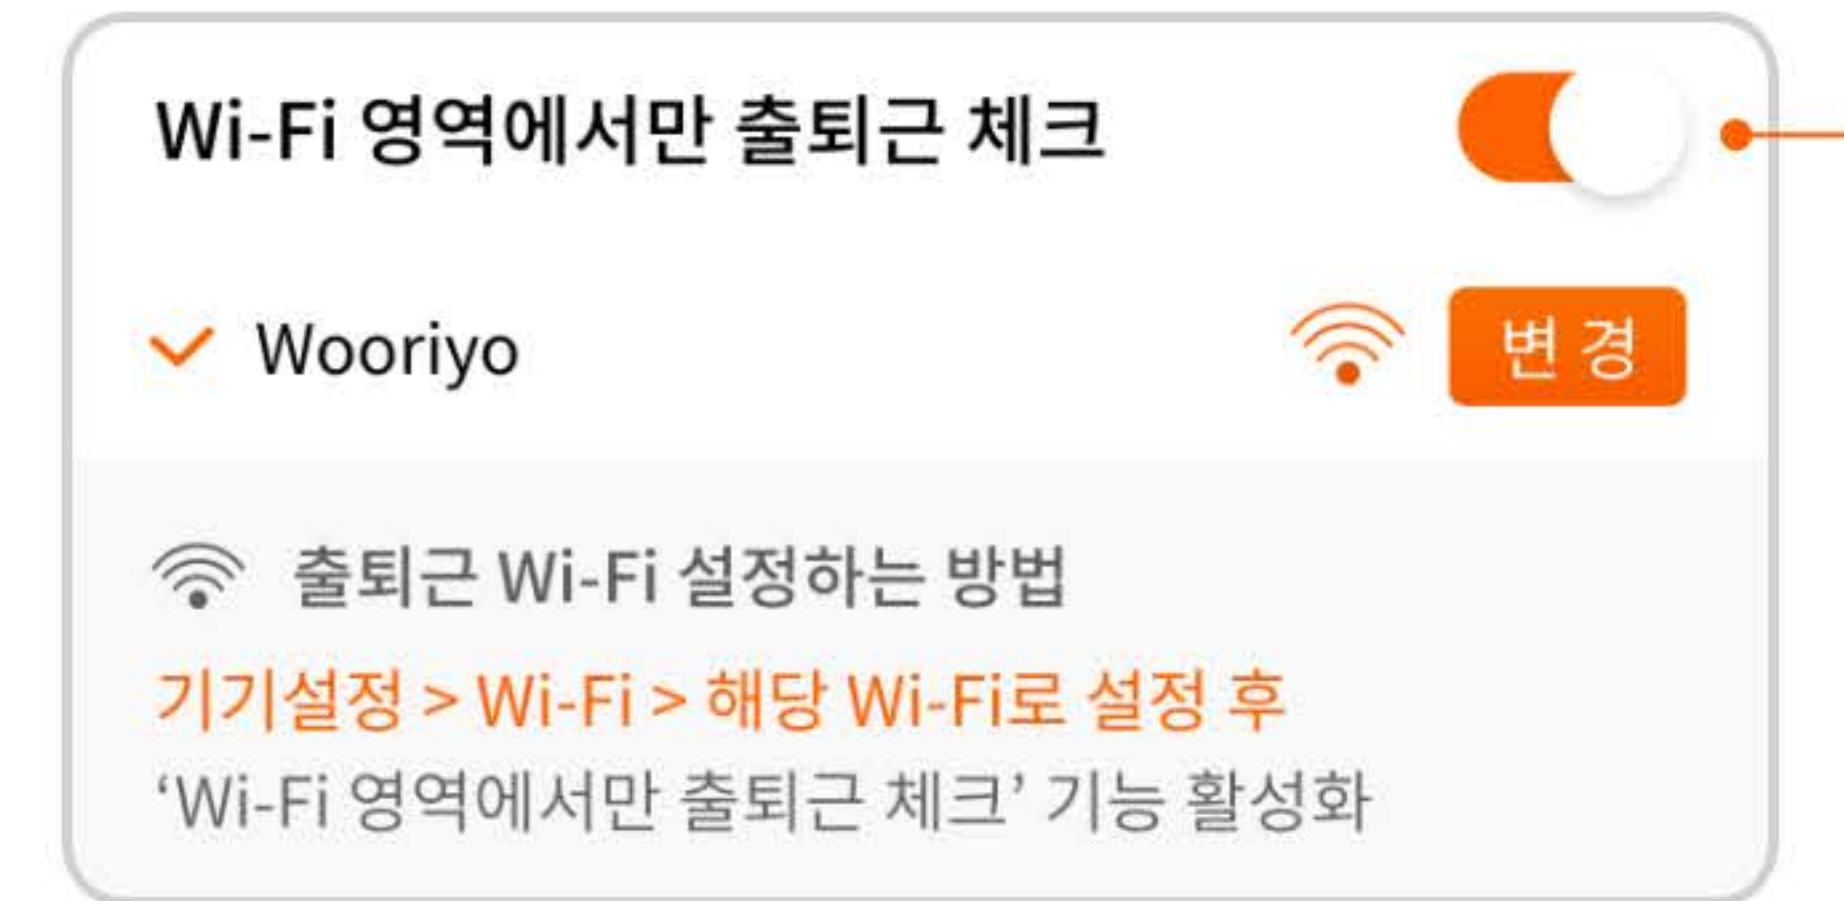 Wi-Fi 영역에서만 출퇴근 체크
Wooriyo 변경
출퇴근 Wi-Fi 설정하는 방법
기기설정 > Wi-Fi > 해당 Wi-Fi로 설정 후
‘Wi-Fi 영역에서만 출퇴근 체크’ 기능 활성화